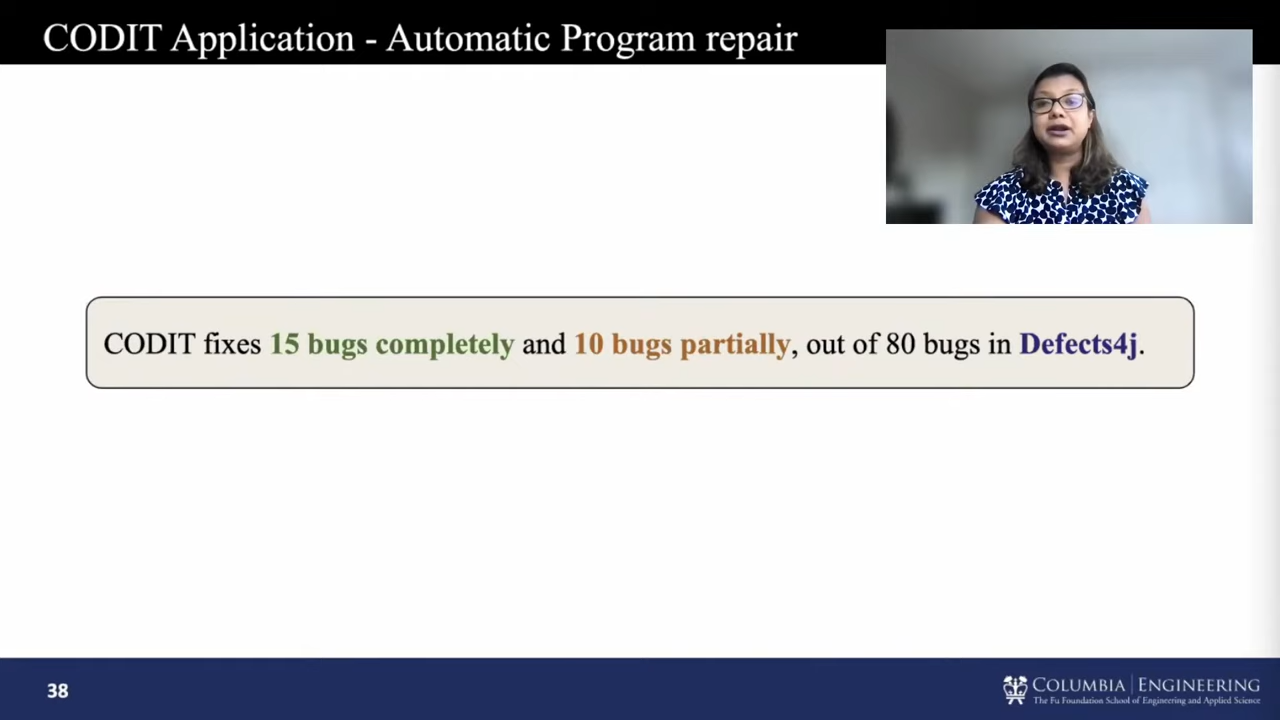 CODIT Application - Automatic Program repair
CODIT fixes 15 bugs completely and 10 bugs partially, out of 80 bugs in Defects4j.
38
COLUMBIA | ENGINEERING
The Fu Foundation School of Engineering and Applied Science